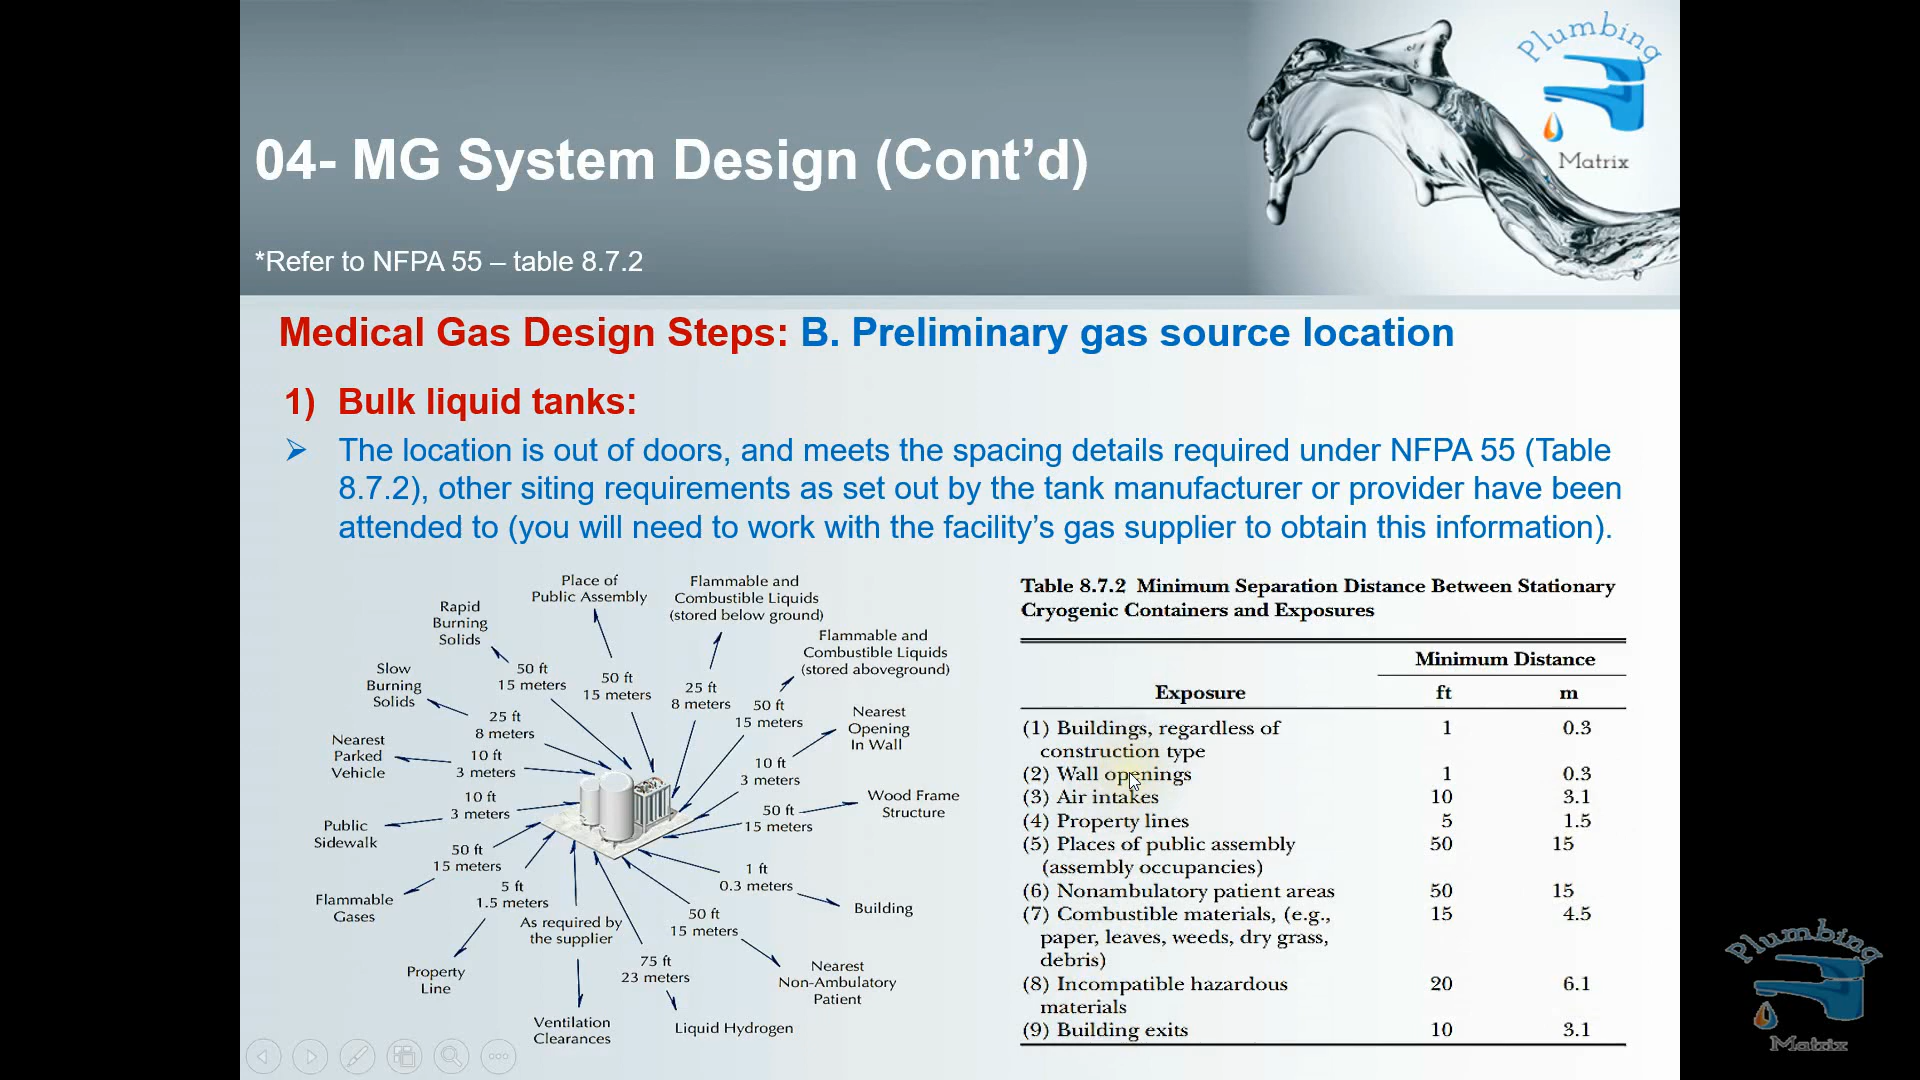 Plumbing
Matrix
04- MG System Design (Cont’d)
*Refer to NFPA 55 – table 8.7.2
Medical Gas Design Steps: B. Preliminary gas source location
1) Bulk liquid tanks:
➢ The location is out of doors, and meets the spacing details required under NFPA 55 (Table
8.7.2), other siting requirements as set out by the tank manufacturer or provider have been
attended to (you will need to work with the facility’s gas supplier to obtain this information).
Place of
Public Assembly
50 ft
15 meters
Flammable and
Combustible Liquids
(stored below ground)
25 ft
8 meters
Flammable and
Combustible Liquids
(stored aboveground)
50 ft
15 meters
Nearest
Opening
In Wall
10 ft
3 meters
Wood Frame
Structure
50 ft
15 meters
Building
1 ft
0.3 meters
Nearest
Non-Ambulatory
Patient
50 ft
15 meters
Liquid Hydrogen
75 ft
23 meters
As required by
the supplier
Ventilation
Clearances
5 ft
1.5 meters
Property
Line
50 ft
15 meters
Flammable
Gases
10 ft
3 meters
Public
Sidewalk
10 ft
3 meters
Nearest
Parked
Vehicle
25 ft
8 meters
Slow
Burning
Solids
50 ft
15 meters
Rapid
Burning
Solids
Table 8.7.2 Minimum Separation Distance Between Stationary
Cryogenic Containers and Exposures
Minimum Distance
Exposure ft m
(1) Buildings, regardless of 1 0.3
construction type
(2) Wall openings 1 0.3
(3) Air intakes 10 3.1
(4) Property lines 5 1.5
(5) Places of public assembly 50 15
(assembly occupancies)
(6) Nonambulatory patient areas 50 15
(7) Combustible materials, (e.g., 15 4.5
paper, leaves, weeds, dry grass,
debris)
(8) Incompatible hazardous 20 6.1
materials
(9) Building exits 10 3.1
Plumbing
Matrix